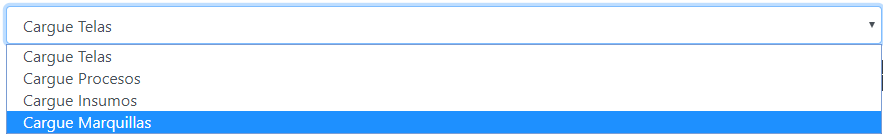 Cargue Telas
Cargue Telas
Cargue Procesos
Cargue Insumos
Cargue Marquillas